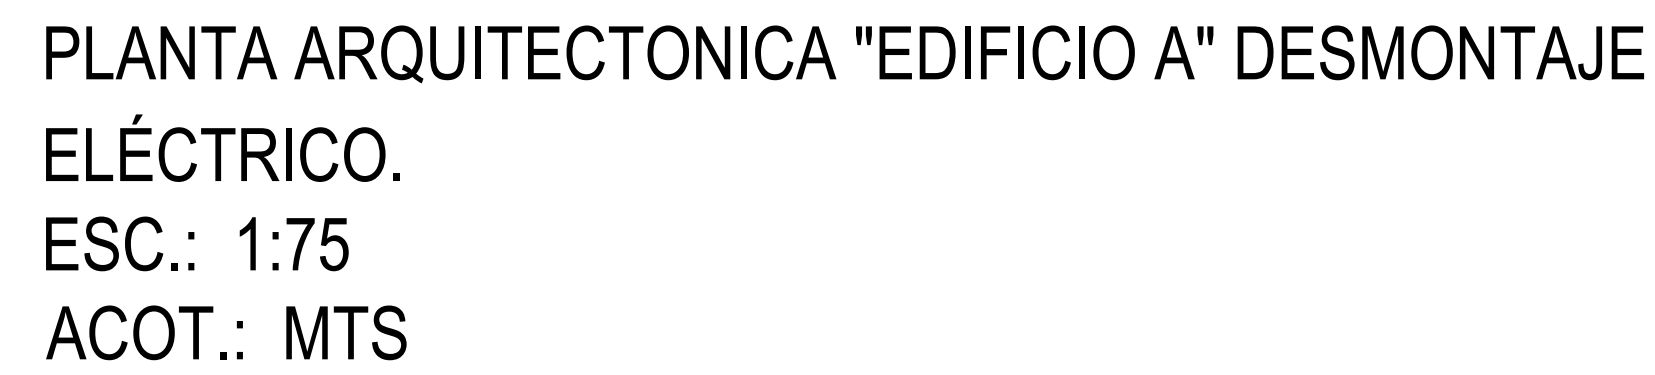 PLANTA ARQUITECTONICA "EDIFICIO A" DESMONTAJE
ELÉCTRICO.
ESC.: 1:75
ACOT.: MTS